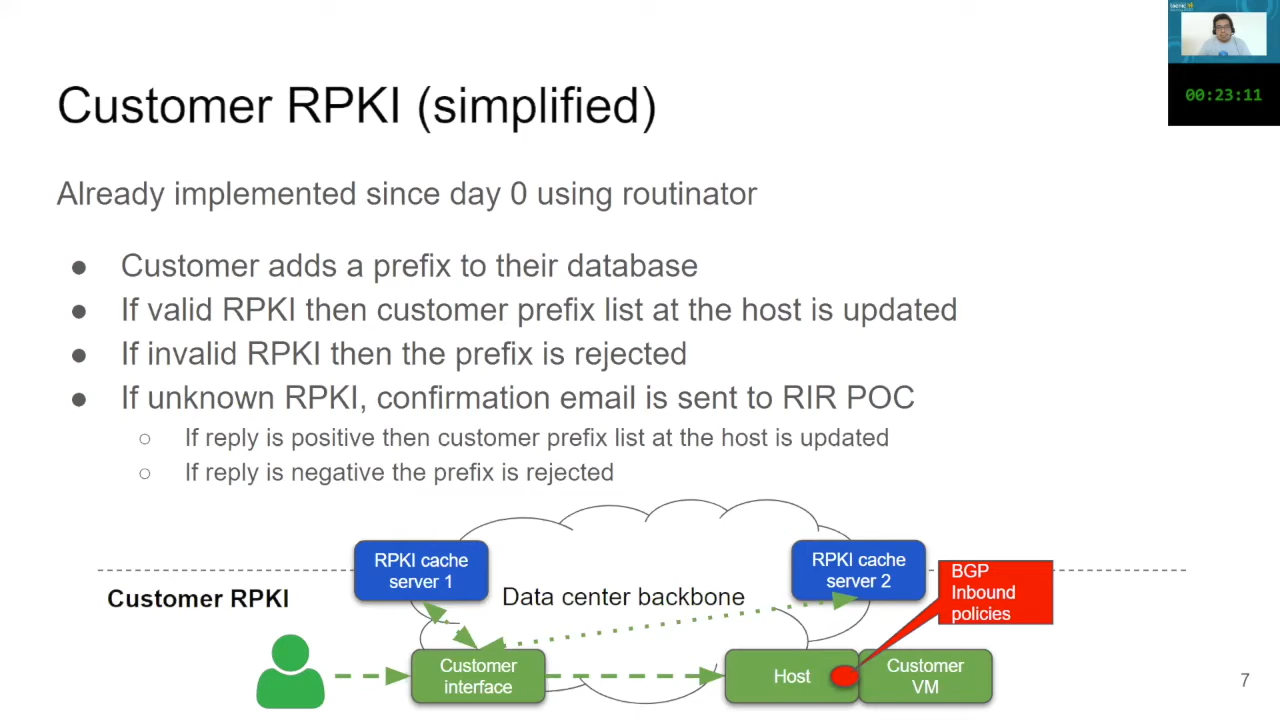 00:23:11
Customer RPKI (simplified)
Already implemented since day 0 using routinator
● Customer adds a prefix to their database
● If valid RPKI then customer prefix list at the host is updated
● If invalid RPKI then the prefix is rejected
● If unknown RPKI, confirmation email is sent to RIR POC
○ If reply is positive then customer prefix list at the host is updated
○ If reply is negative the prefix is rejected
RPKI cache
server 1
RPKI cache
server 2
BGP
Inbound
policies
Customer RPKI
Data center backbone
Customer
interface
Host
Customer
VM
7